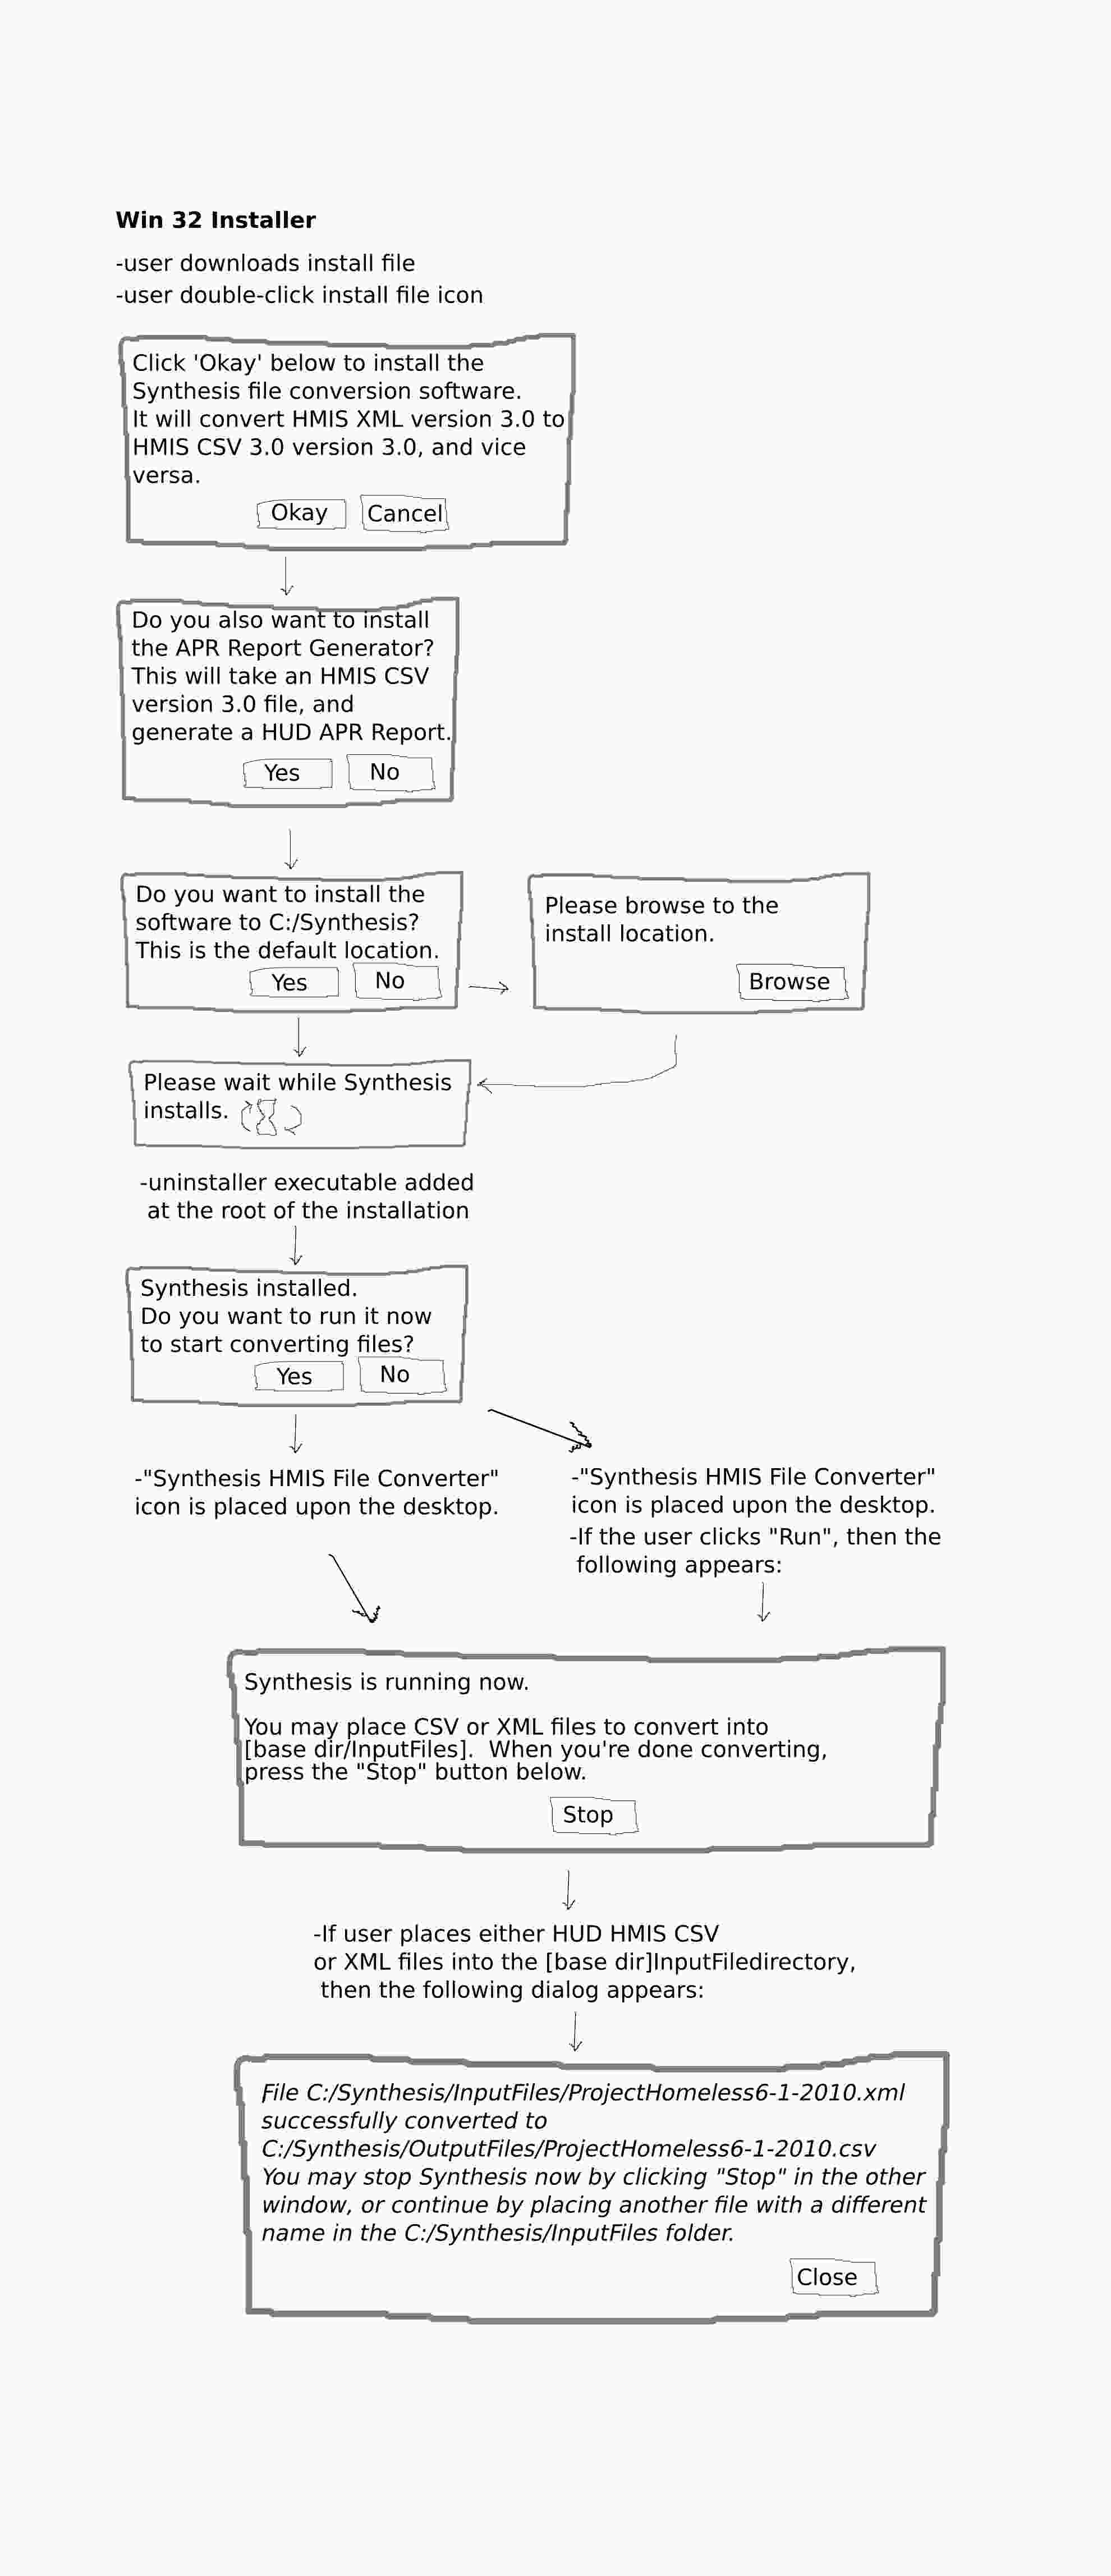 Win 32 Installer
-user downloads install file
-user double-click install file icon
Click 'Okay' below to install the
Synthesis file conversion software.
It will convert HMIS XML version 3.0 to
HMIS CSV 3.0 version 3.0, and vice
versa.
Okay Cancel
Do you also want to install
the APR Report Generator?
This will take an HMIS CSV
version 3.0 file, and
generate a HUD APR Report.
Yes No
Do you want to install the
software to C:/Synthesis?
This is the default location.
Yes No
Please browse to the
install location.
Browse
Please wait while Synthesis
installs.
-uninstaller executable added
at the root of the installation
Synthesis installed.
Do you want to run it now
to start converting files?
Yes No
-"Synthesis HMIS File Converter"
icon is placed upon the desktop.
-"Synthesis HMIS File Converter"
icon is placed upon the desktop.
-If the user clicks "Run", then the
following appears:
Synthesis is running now.
You may place CSV or XML files to convert into
[base dir/InputFiles].  When you're done converting,
press the "Stop" button below.
Stop
-If user places either HUD HMIS CSV
or XML files into the [base dir]InputFiledirectory,
then the following dialog appears:
File C:/Synthesis/InputFiles/ProjectHomeless6-1-2010.xml
successfully converted to
C:/Synthesis/OutputFiles/ProjectHomeless6-1-2010.csv
You may stop Synthesis now by clicking "Stop" in the other
window, or continue by placing another file with a different
name in the C:/Synthesis/InputFiles folder.
Close